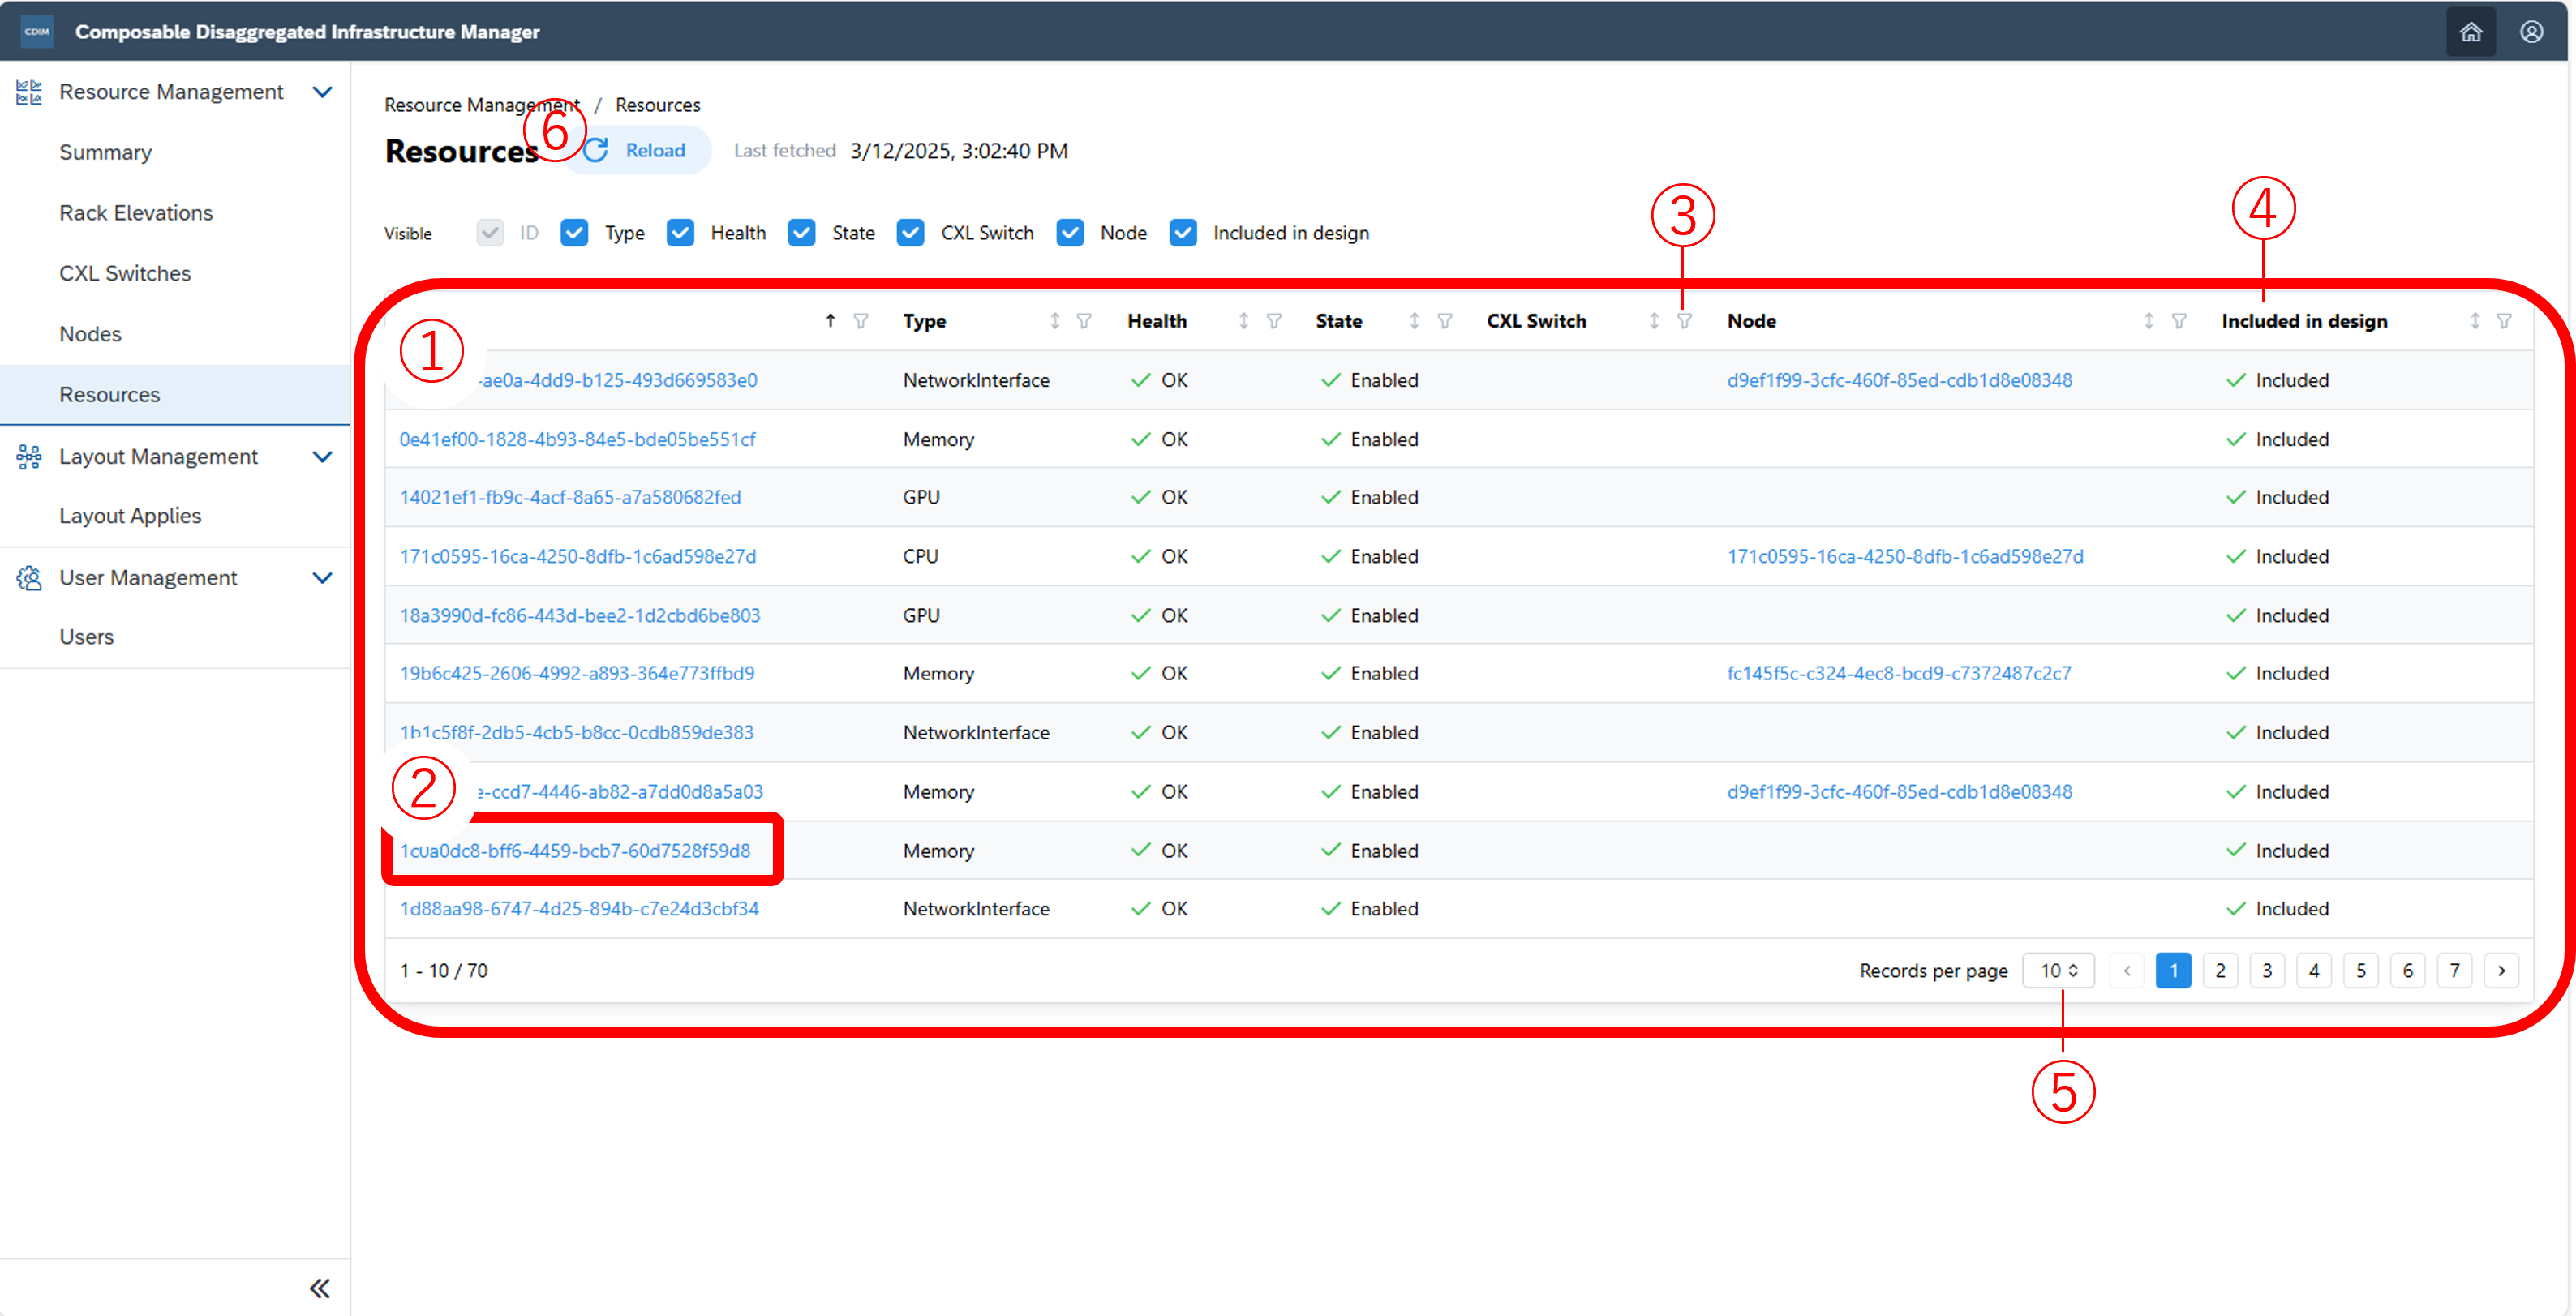 CDIM Composable Disaggregated Infrastructure Manager
Resource Management
Summary
Rack Elevations
CXL Switches
Nodes
Resources
Layout Management
Layout Applies
User Management
Users
Resource Management / Resources
Resources ⑥ Reload Last fetched 3/12/2025, 3:02:40 PM
Visible ID Type Health State CXL Switch Node Included in design
③ ④
① Type Health State CXL Switch Node Included in design
-ae0a-4dd9-b125-493d669583e0 NetworkInterface OK Enabled d9ef1f99-3cfc-460f-85ed-cdb1d8e08348 Included
0e41ef00-1828-4b93-84e5-bde05be551cf Memory OK Enabled Included
14021ef1-fb9c-4acf-8a65-a7a580682fed GPU OK Enabled Included
171c0595-16ca-4250-8dfb-1c6ad598e27d CPU OK Enabled 171c0595-16ca-4250-8dfb-1c6ad598e27d Included
18a3990d-fc86-443d-bee2-1d2cbd6be803 GPU OK Enabled Included
19b6c425-2606-4992-a893-364e773ffbd9 Memory OK Enabled fc145f5c-c324-4ec8-bcd9-c7372487c2c7 Included
1b1c5f8f-2db5-4cb5-b8cc-0cdb859de383 NetworkInterface OK Enabled Included
② e-ccd7-4446-ab82-a7dd0d8a5a03 Memory OK Enabled d9ef1f99-3cfc-460f-85ed-cdb1d8e08348 Included
1c0a0dc8-bff6-4459-bcb7-60d7528f59d8 Memory OK Enabled Included
1d88aa98-6747-4d25-894b-c7e24d3cbf34 NetworkInterface OK Enabled Included
1 - 10 / 70 Records per page 10 1 2 3 4 5 6 7
⑤